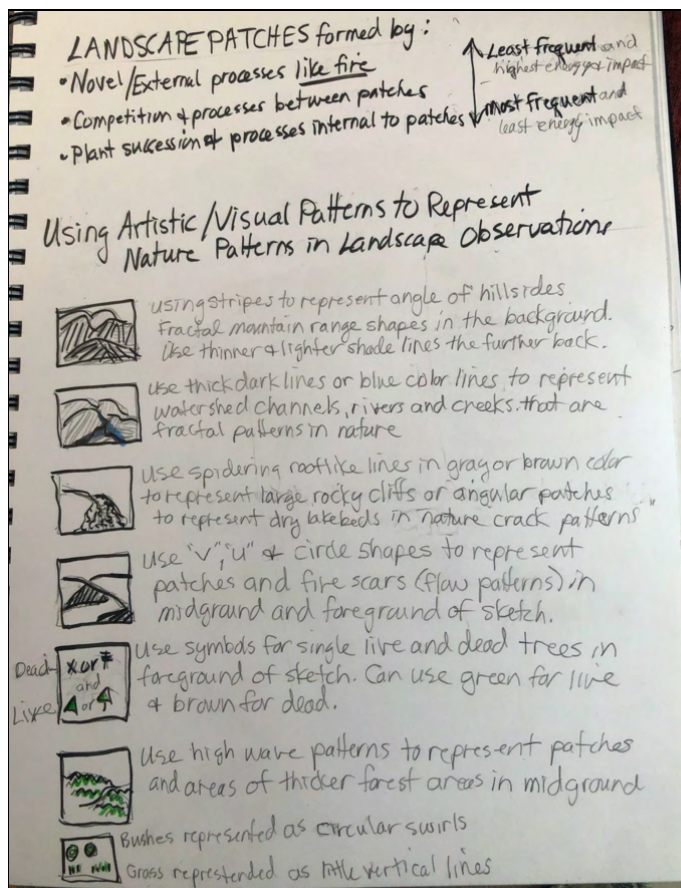 LANDSCAPE PATCHES formed by:
• Novel/External processes like fire
• Competition & processes between patches
• Plant succession & processes internal to patches
Least frequent and
highest energy impact
most frequent and
least energy impact
Using Artistic/Visual Patterns to Represent
Nature Patterns in Landscape Observations
using stripes to represent angle of hillsides
Fractal mountain range shapes in the background.
Use thinner & lighter shade lines the further back.
use thick dark lines or blue color lines to represent
watershed channels, rivers and creeks. that are
fractal patterns in nature
Use spidering rootlike lines in gray or brown color
to represent large rocky cliffs or angular patches
to represent dry lakebeds in nature "crack patterns"
Use "V", "U" & circle shapes to represent
patches and fire scars (flow patterns) in
midground and foreground of sketch.
Dead
X or
and
or
Live
Use symbols for single live and dead trees in
foreground of sketch. Can use green for live
& brown for dead.
Use high wave patterns to represent patches
and areas of thicker forest areas in midground
Bushes represented as circular swirls
Grass represtended as little vertical lines